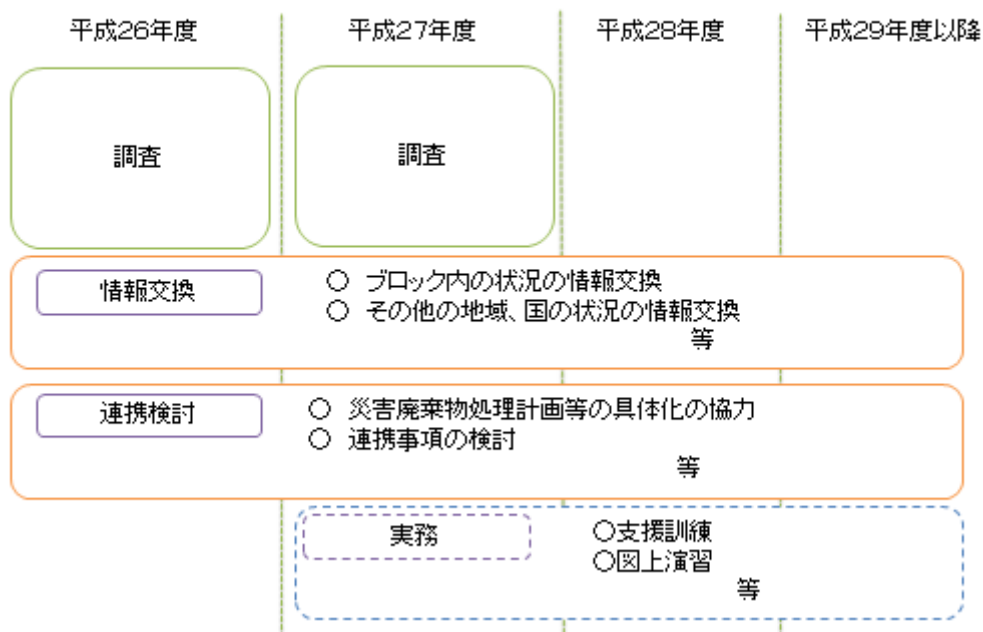 平成26年度
平成27年度
平成28年度
平成29年度以降
調査
調査
情報交換
○ ブロック内の状況の情報交換
○ その他の地域、国の状況の情報交換
等
連携検討
○ 災害廃棄物処理計画等の具体化の協力
○ 連携事項の検討
等
実務
○支援訓練
○図上演習
等